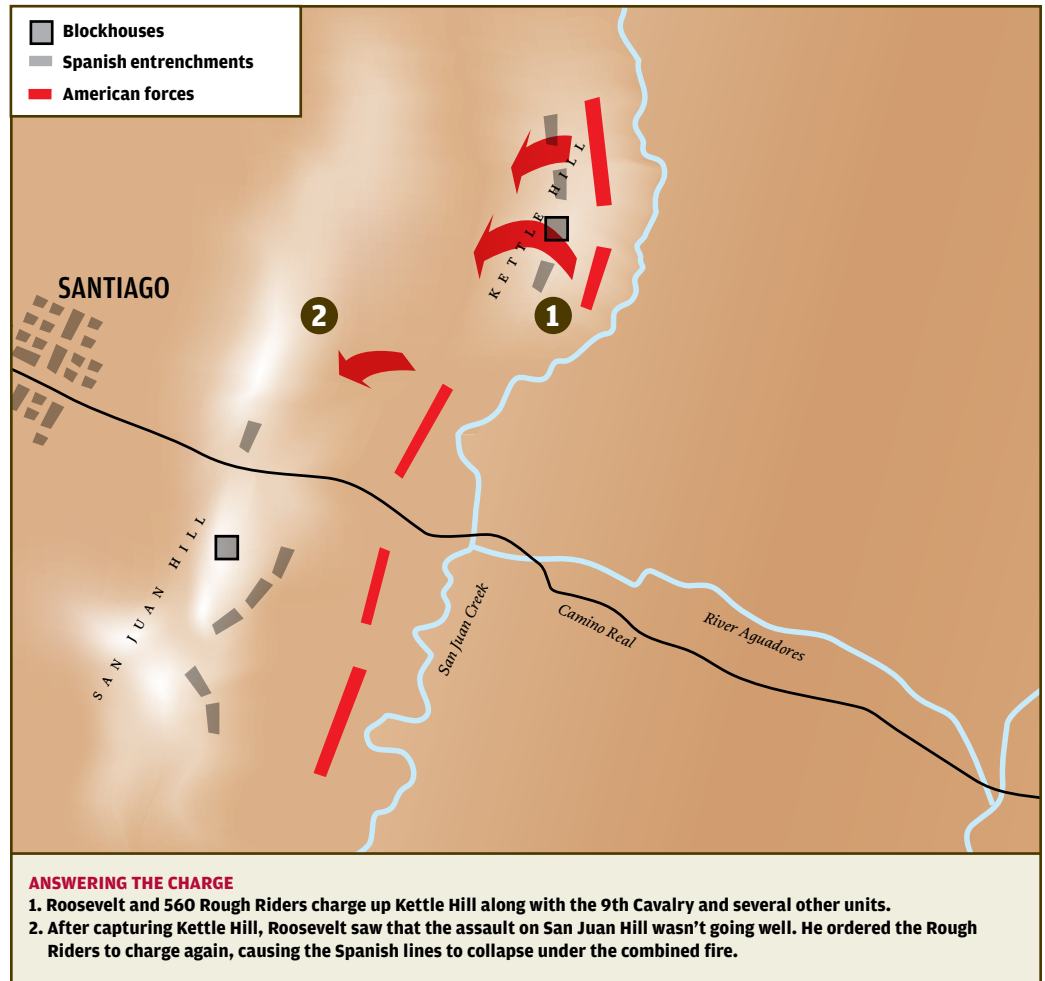 Blockhouses
Spanish entrenchments
American forces
KETTLE HILL
SANTIAGO
2
1
SAN JUAN HILL
San Juan Creek
Camino Real
River Aguadores
ANSWERING THE CHARGE
1. Roosevelt and 560 Rough Riders charge up Kettle Hill along with the 9th Cavalry and several other units.
2. After capturing Kettle Hill, Roosevelt saw that the assault on San Juan Hill wasn’t going well. He ordered the Rough
Riders to charge again, causing the Spanish lines to collapse under the combined fire.